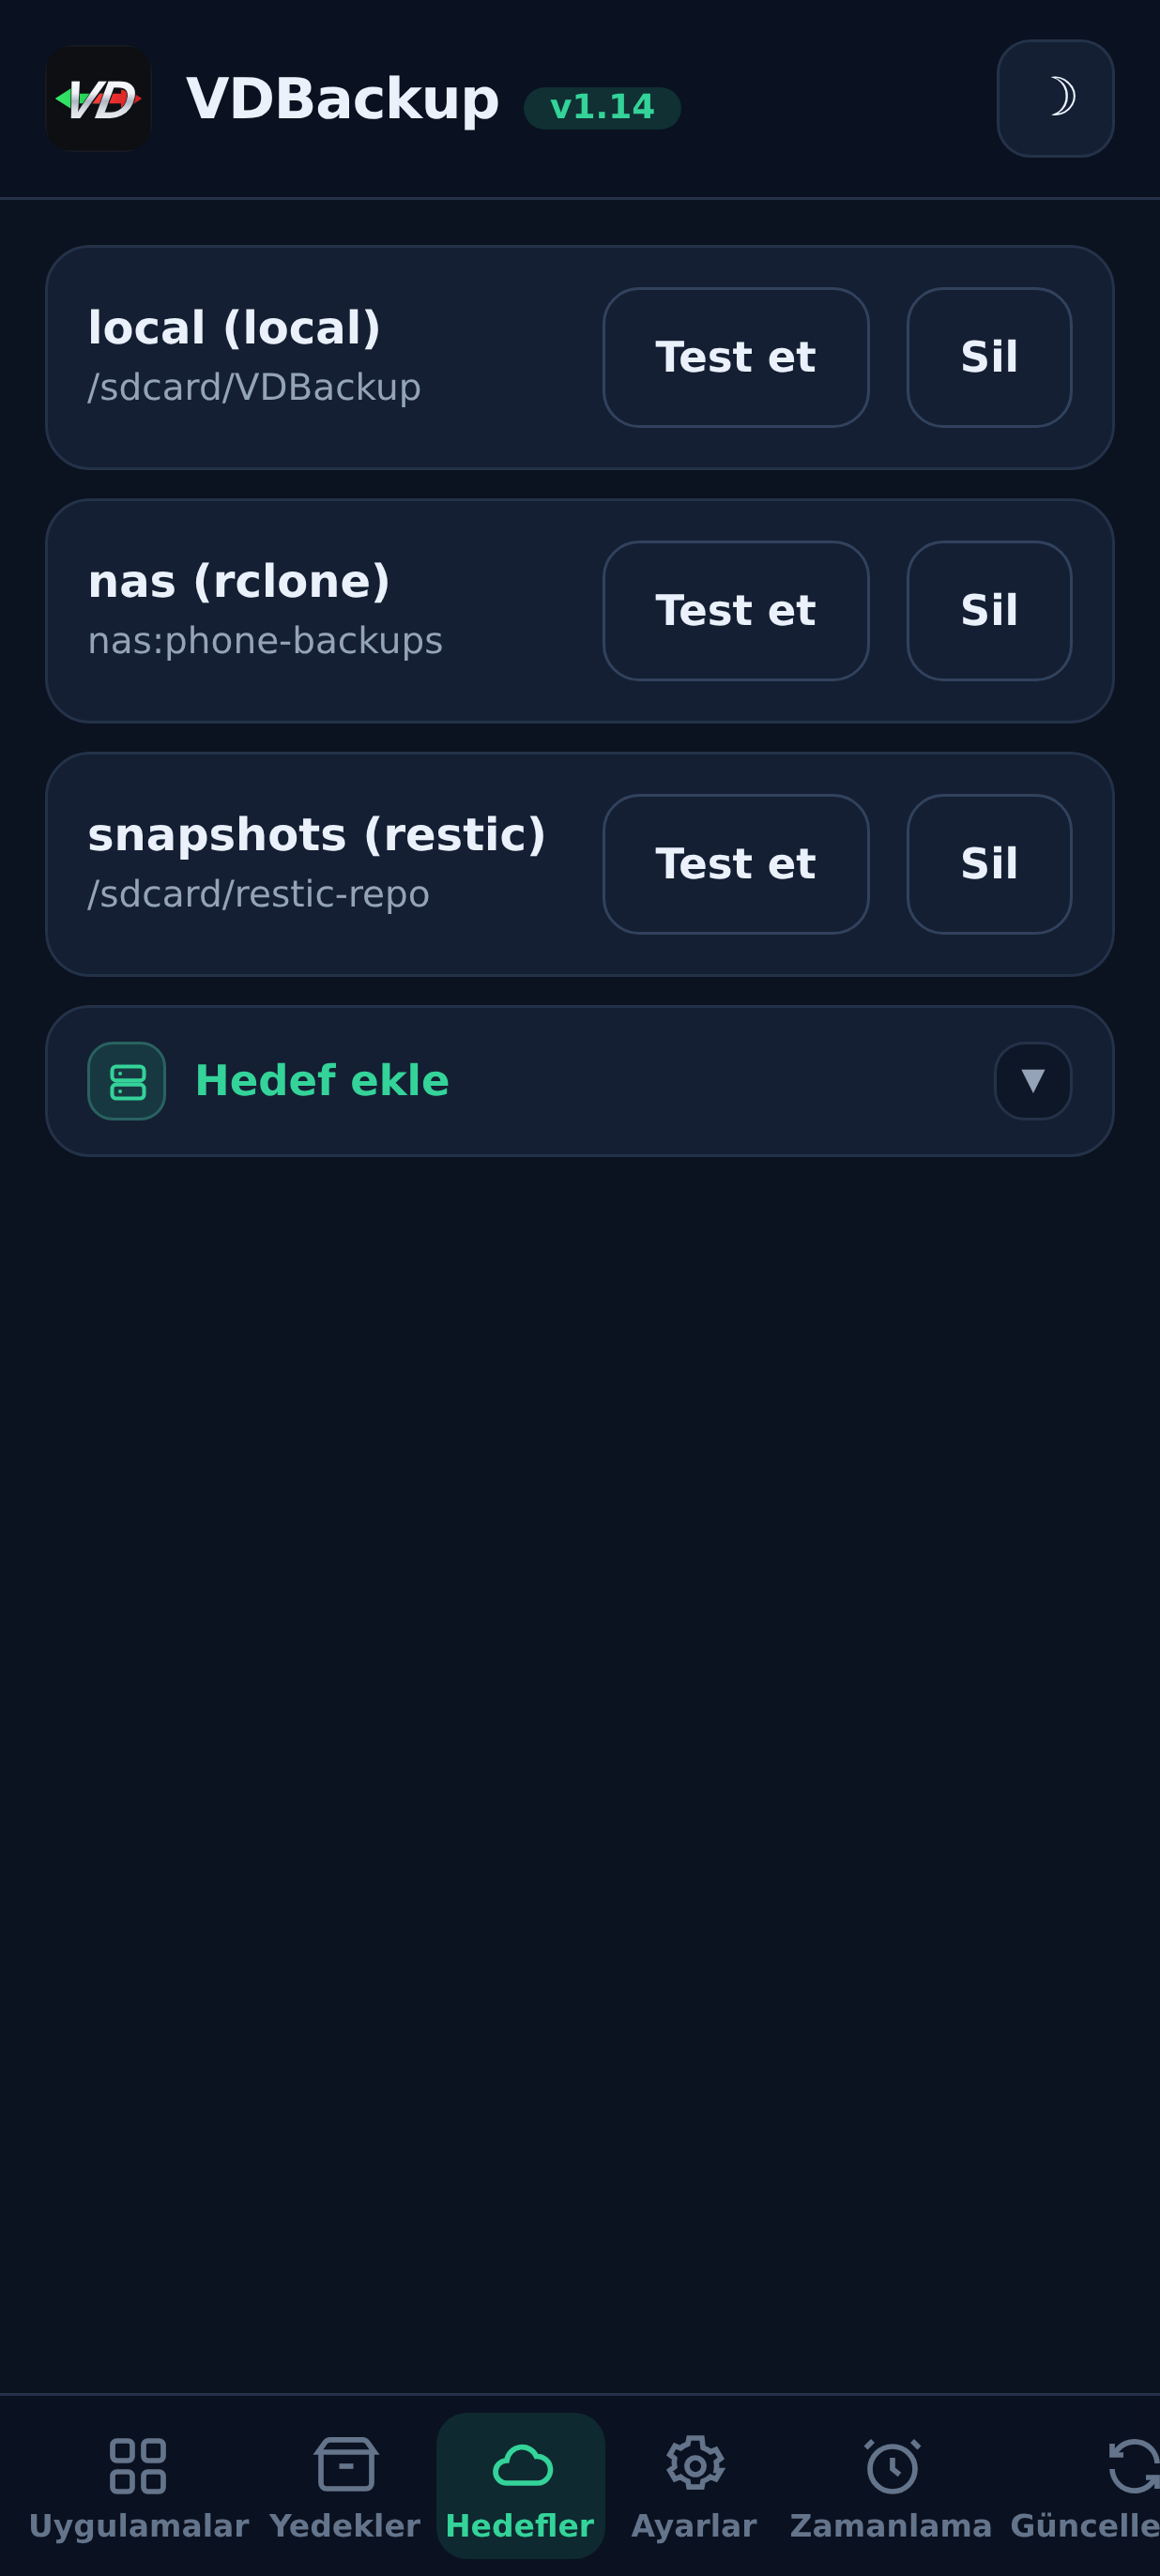 VD
VDBackup v1.14
local (local)
/sdcard/VDBackup
Test et
Sil
nas (rclone)
nas:phone-backups
Test et
Sil
snapshots (restic)
/sdcard/restic-repo
Test et
Sil
Hedef ekle
Uygulamalar Yedekler Hedefler Ayarlar Zamanlama Güncelle